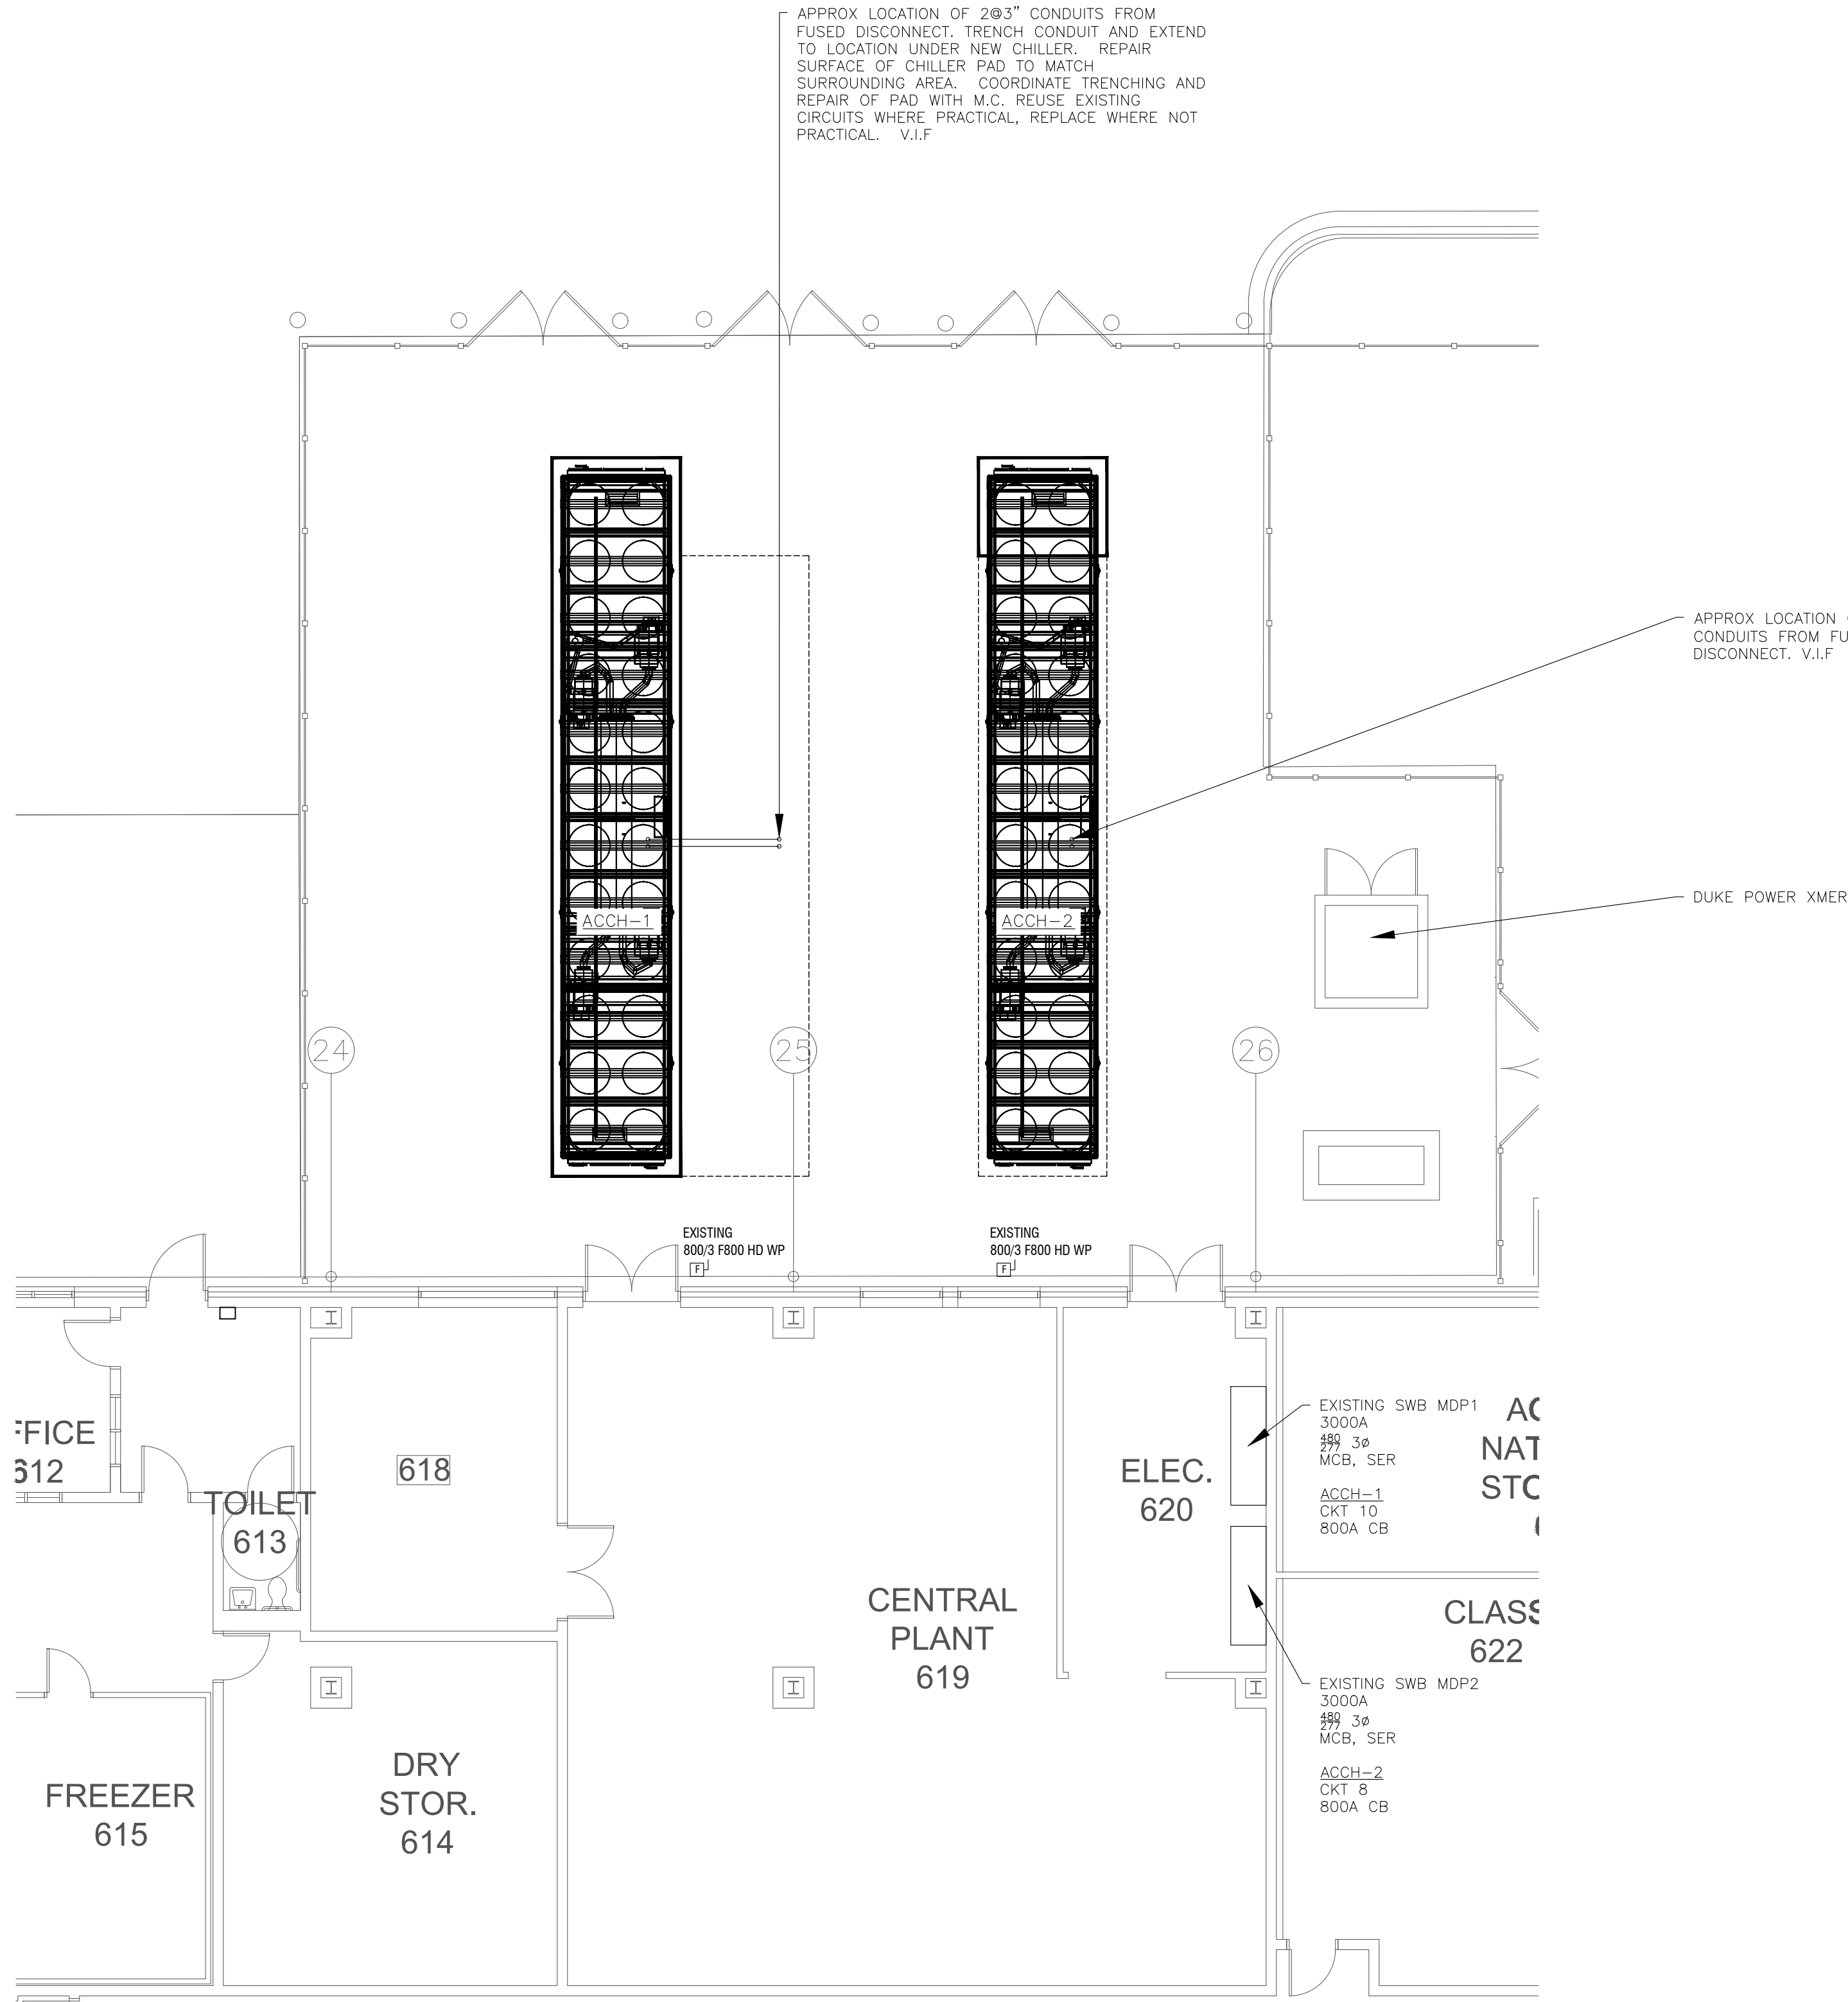 APPROX LOCATION OF 2@3" CONDUITS FROM
FUSED DISCONNECT. TRENCH CONDUIT AND EXTEND
TO LOCATION UNDER NEW CHILLER. REPAIR
SURFACE OF CHILLER PAD TO MATCH
SURROUNDING AREA. COORDINATE TRENCHING AND
REPAIR OF PAD WITH M.C. REUSE EXISTING
CIRCUITS WHERE PRACTICAL, REPLACE WHERE NOT
PRACTICAL. V.I.F
APPROX LOCATION
CONDUITS FROM
DISCONNECT. V.I.F
DUKE POWER XMER
ACCH-1
ACCH-2
24
25
26
EXISTING
800/3 F800 HD WP
F
EXISTING
800/3 F800 HD WP
F
612
TOILET
613
618
ELEC.
620
EXISTING SWB MDP1
3000A
480
277 3ø
MCB, SER
ACCH-1
CKT 10
800A CB
CENTRAL
PLANT
619
622
EXISTING SWB MDP2
3000A
480
277 3ø
MCB, SER
ACCH-2
CKT 8
800A CB
FREEZER
615
DRY
STOR.
614